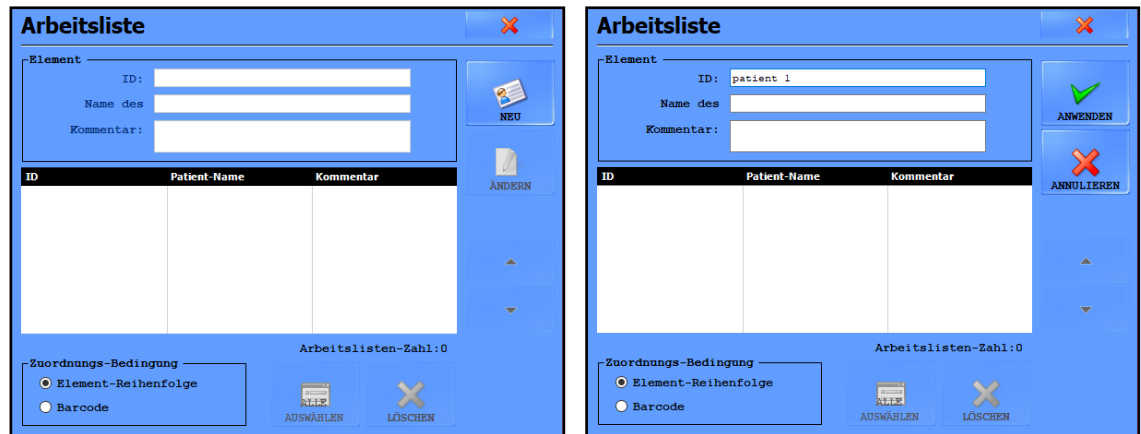 Arbeitsliste
Element
ID:
Name des
Kommentar:
NEU
ÄNDERN
ID Patient-Name Kommentar
Arbeitslisten-Zahl:0
Zuordnungs-Bedingung
Element-Reihenfolge
Barcode
ALLE
AUSWÄHLEN
LÖSCHEN
Arbeitsliste
Element
ID: patient 1
Name des
Kommentar:
ANWENDEN
ANNULIEREN
ID Patient-Name Kommentar
Arbeitslisten-Zahl:0
Zuordnungs-Bedingung
Element-Reihenfolge
Barcode
ALLE
AUSWÄHLEN
LÖSCHEN